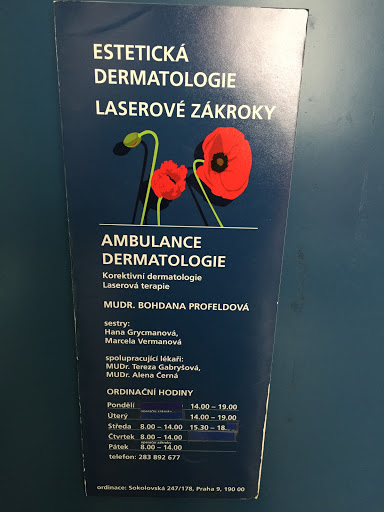 ESTETICKÁ
DERMATOLOGIE
LASEROVÉ ZÁKROKY
AMBULANCE
DERMATOLOGIE
Korektivní dermatologie
Laserová terapie
MUDR. BOHDANA PROFELDOVÁ
sestry:
Hana Grycmanová,
Marcela Vermanová
spolupracující lékaři:
MUDr. Tereza Gabryšová,
MUDr. Alena Černá
ORDINAČNÍ HODINY
Pondělí 14.00 – 19.00
Úterý 14.00 – 19.00
Středa 8.00 – 14.00 15.30 – 18..
Čtvrtek 8.00 – 14.00
Pátek 8.00 – 14.00
telefon: 283 892 677
ordinace: Sokolovská 247/178, Praha 9, 190 00